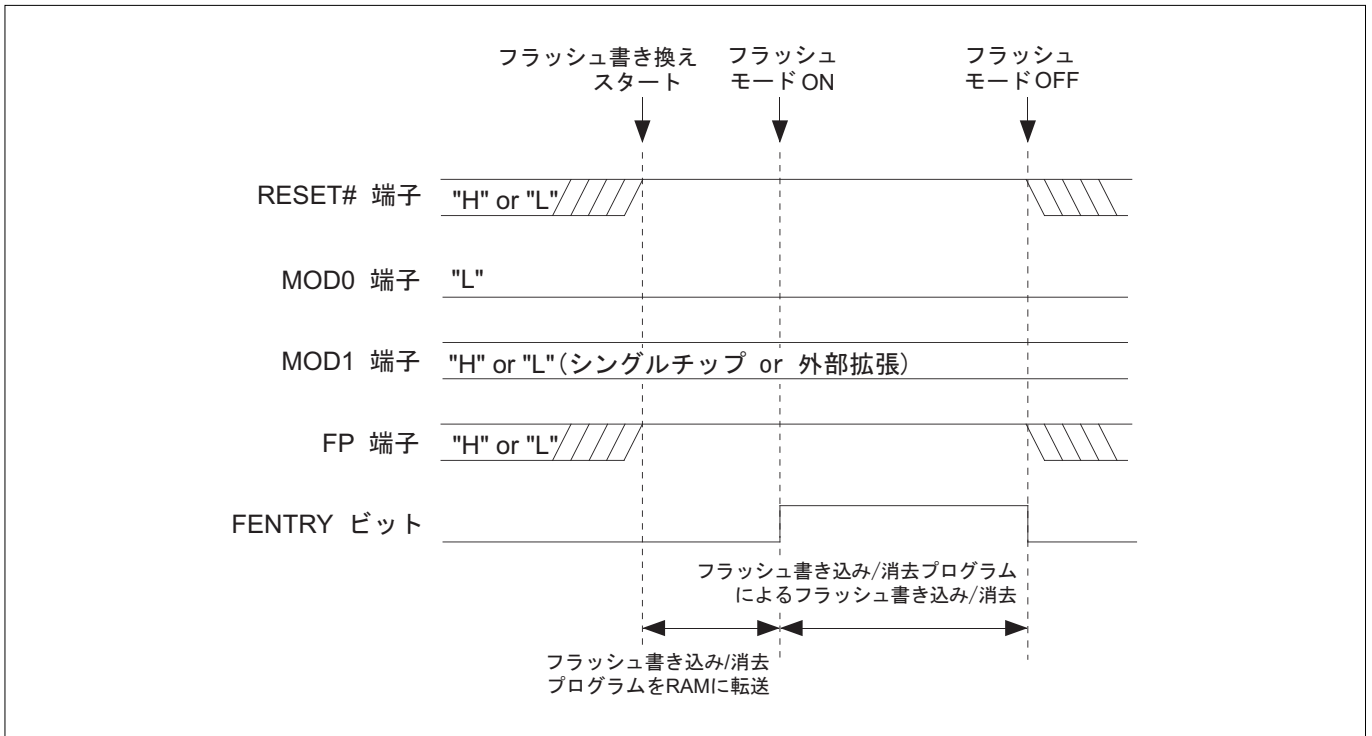 フラッシュ書き換え
スタート
フラッシュ
モード ON
フラッシュ
モード OFF
RESET# 端子
"H" or "L"
MOD0 端子
"L"
MOD1 端子
"H" or "L"(シングルチップ or 外部拡張)
FP 端子
"H" or "L"
FENTRY ビット
フラッシュ書き込み/消去プログラム
によるフラッシュ書き込み/消去
フラッシュ書き込み/消去
プログラムをRAMに転送